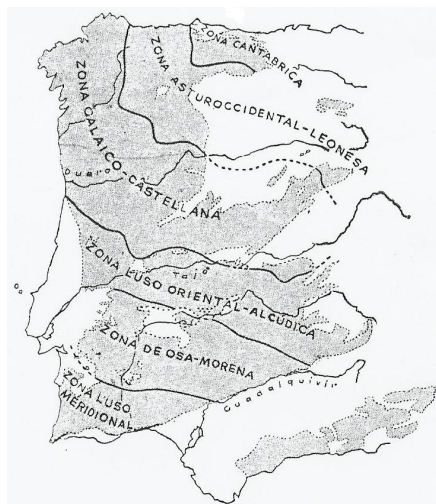 ZONA CANTABRICA
ZONA ASTUROCCIDENTAL-LEONESA
ZONA GALAICO-CASTELLANA
Duero
Tajo
ZONA LUSO ORIENTAL-ALCUDICA
ZONA DE OSA-MORENA
Guadalquivir
ZONA LUSO
MERIDIONAL